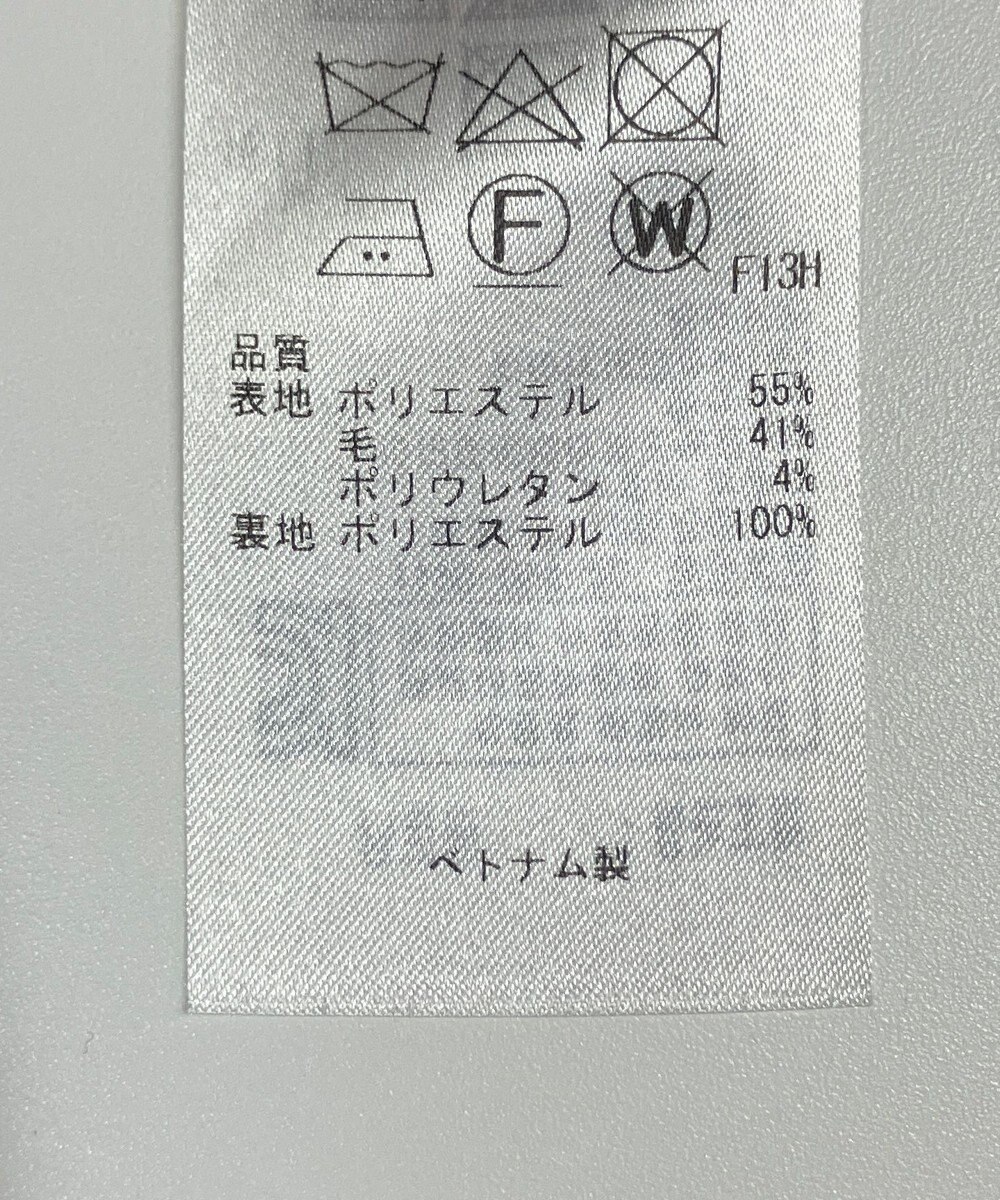 F W
F13H
品質
表地 ポリエステル 55%
毛 41%
ポリウレタン 4%
裏地 ポリエステル 100%
ベトナム製